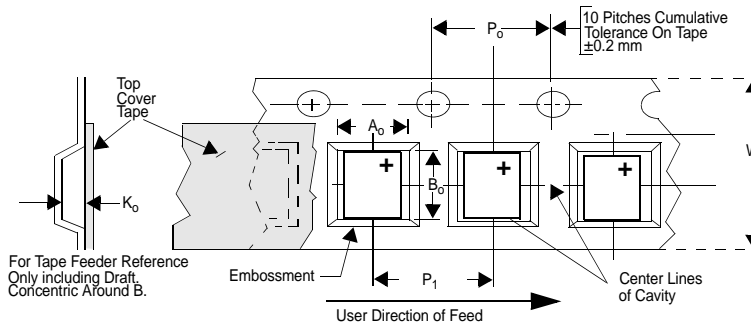 10 Pitches Cumulative
Tolerance On Tape
±0.2 mm
Po
Top
Cover
Tape
Ao
Bo
Ko
W
+
+
+
For Tape Feeder Reference
Only including Draft.
Concentric Around B.
Embossment
P1
Center Lines
of Cavity
User Direction of Feed